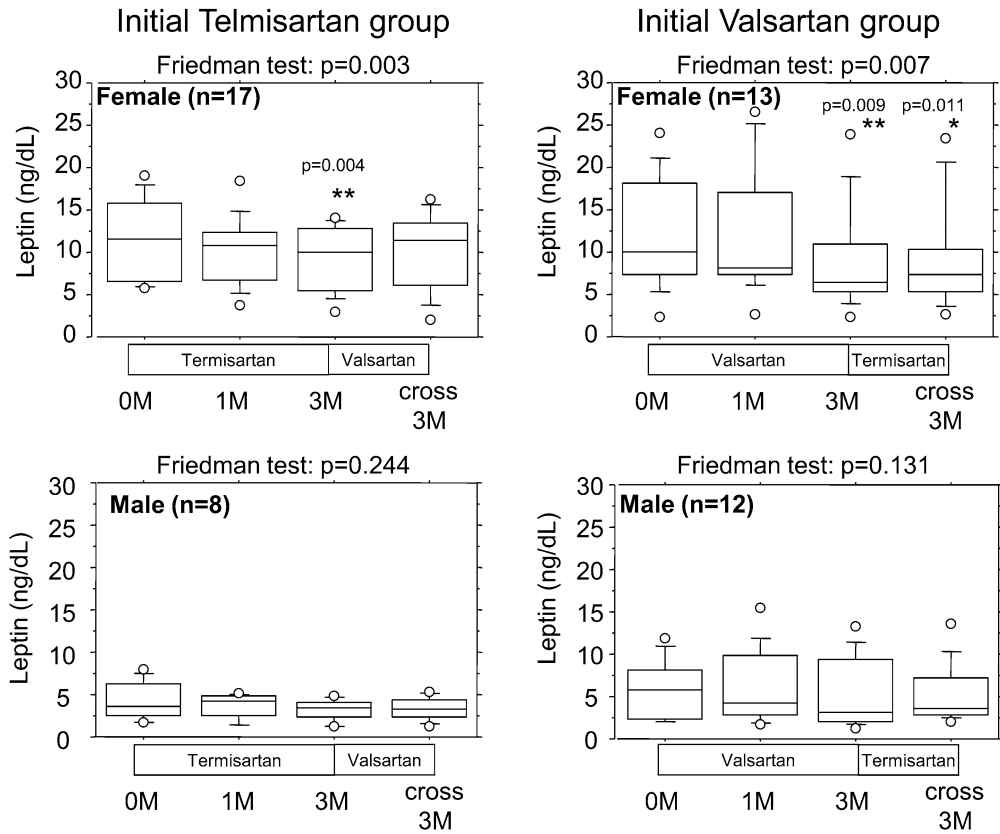 Initial Telmisartan group
Initial Valsartan group
Friedman test: p=0.003
Female (n=17)
Leptin (ng/dL)
30
25
20
15
10
5
0
p=0.004
**
Termisartan
Valsartan
0M
1M
3M
cross
3M
Friedman test: p=0.007
Female (n=13)
Leptin (ng/dL)
30
25
20
15
10
5
0
p=0.009
**
p=0.011
*
Valsartan
Termisartan
0M
1M
3M
cross
3M
Friedman test: p=0.244
Male (n=8)
Leptin (ng/dL)
30
25
20
15
10
5
0
Termisartan
Valsartan
0M
1M
3M
cross
3M
Friedman test: p=0.131
Male (n=12)
Leptin (ng/dL)
30
25
20
15
10
5
0
Valsartan
Termisartan
0M
1M
3M
cross
3M